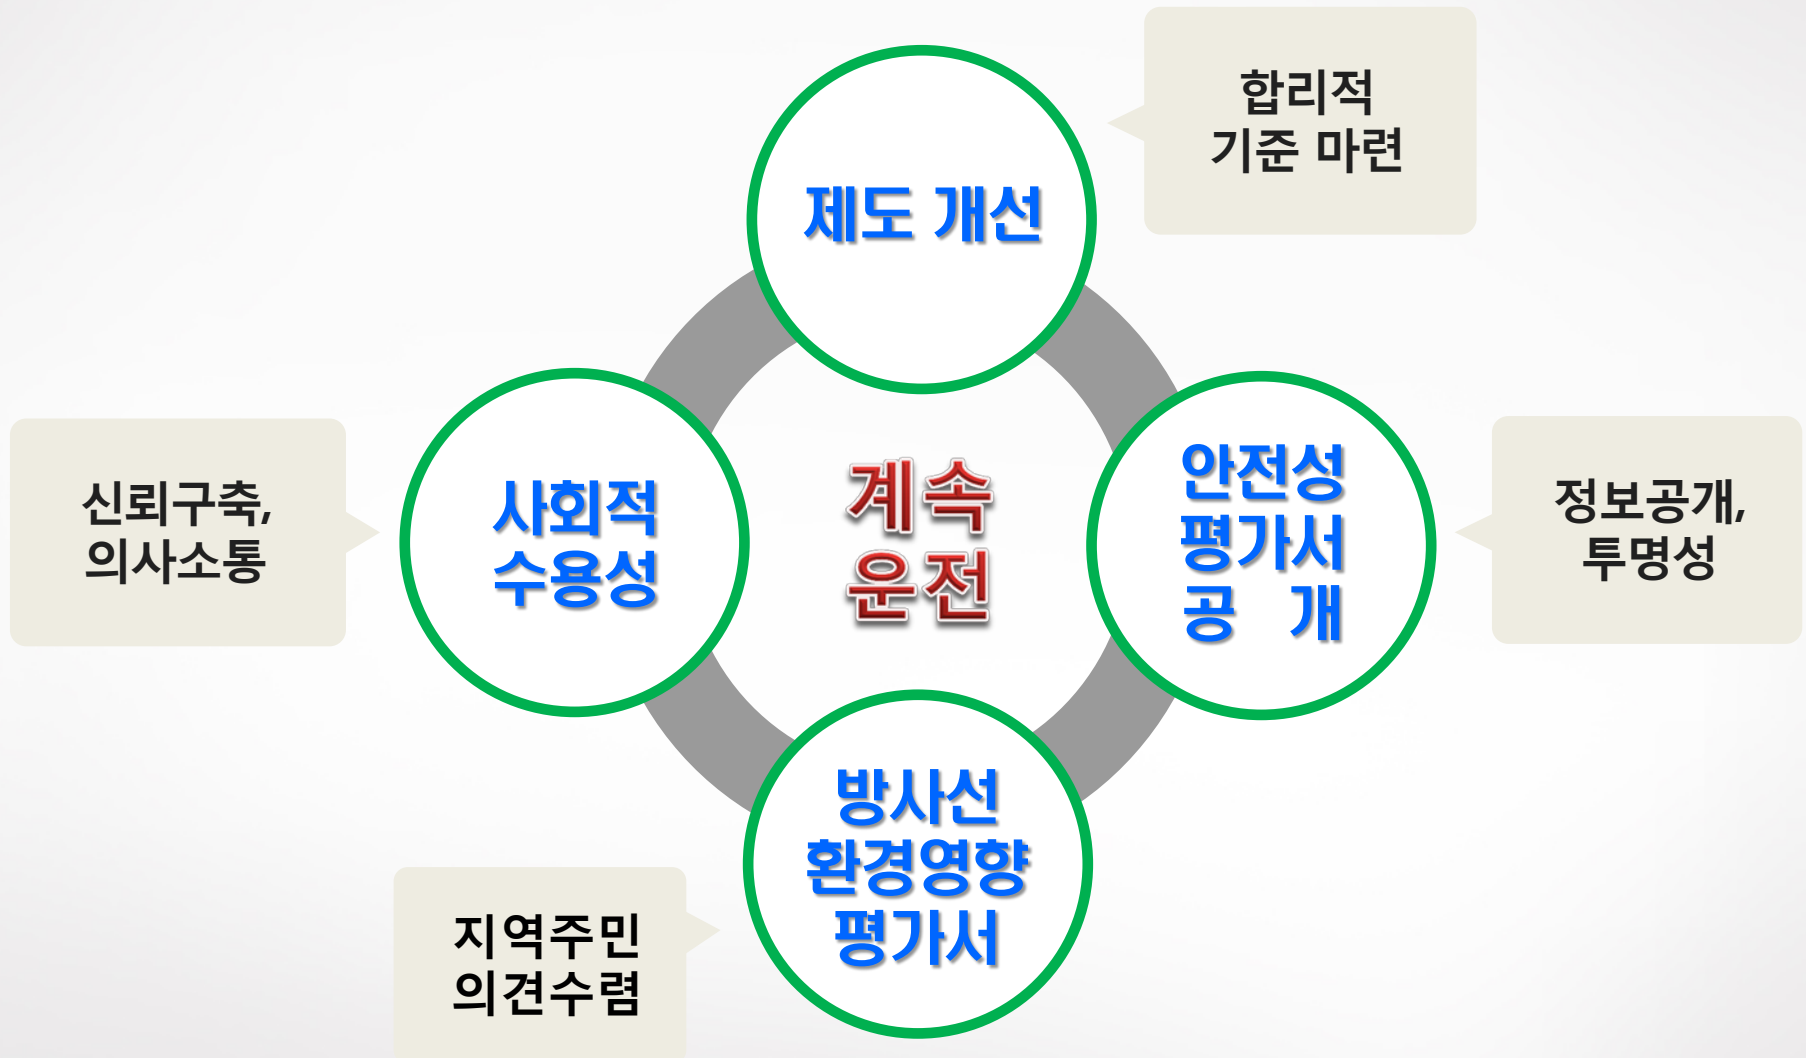 합리적
기준 마련
제도 개선
신뢰구축,
의사소통
사회적
수용성
계속
운전
안전성
평가서
공 개
정보공개,
투명성
방사선
환경영향
평가서
지역주민
의견수렴